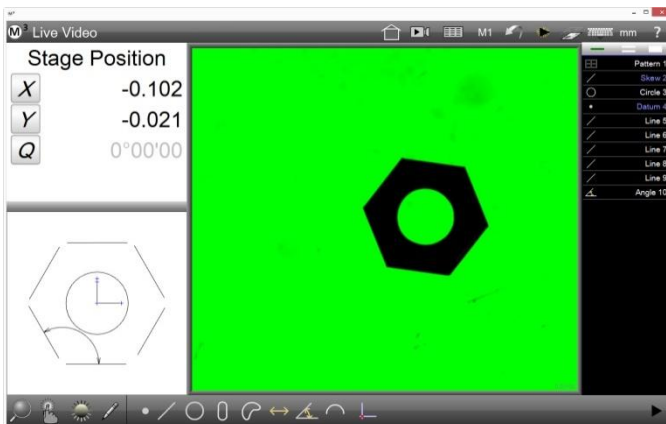 M3 Live Video
M1
mm
?
Stage Position
X -0.102
Y -0.021
Q 0°00'00
Pattern 1
Skew 2
Circle 3
Datum 4
Line 5
Line 6
Line 7
Line 8
Line 9
Angle 10